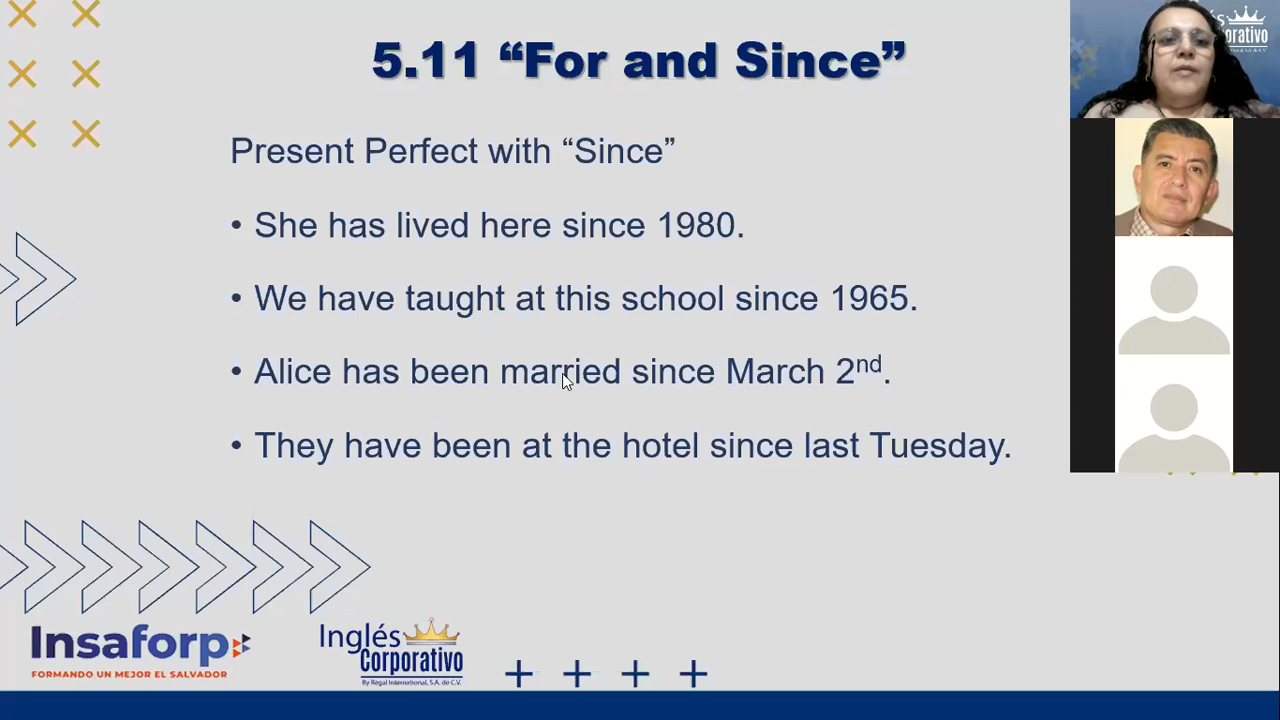 5.11 “For and Since”
Present Perfect with “Since”
• She has lived here since 1980.
• We have taught at this school since 1965.
• Alice has been married since March 2nd.
• They have been at the hotel since last Tuesday.
Insaforp
FORMANDO UN MEJOR EL SALVADOR
Inglés
Corporativo
By Regal International, S.A. de C.V.